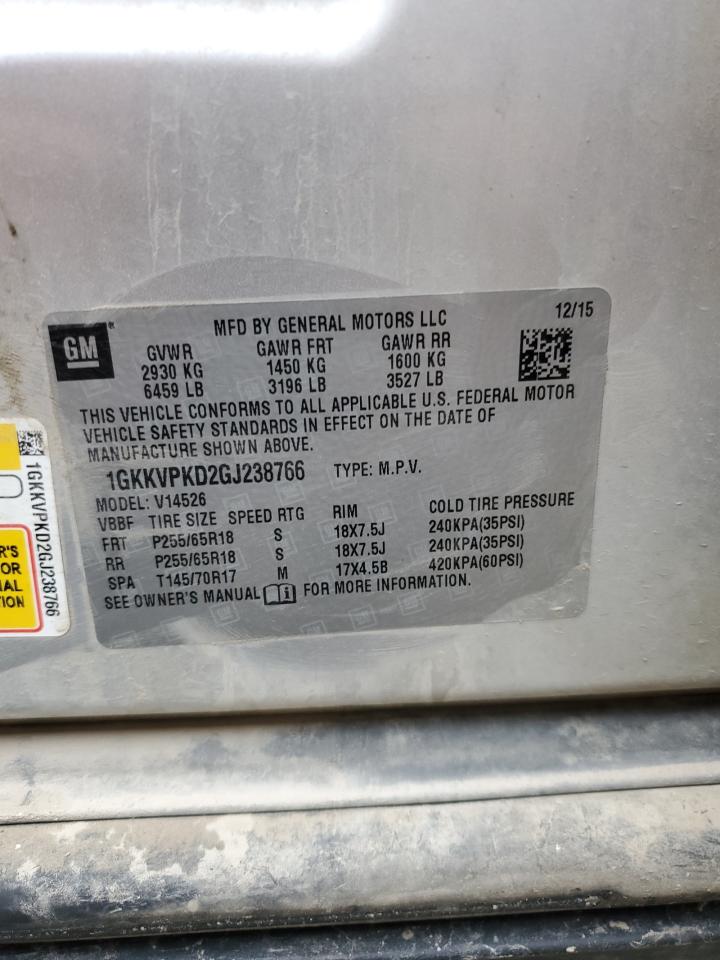 GM®
MFD BY GENERAL MOTORS LLC 12/15
GVWR GAWR FRT GAWR RR
2930 KG 1450 KG 1600 KG
6459 LB 3196 LB 3527 LB
THIS VEHICLE CONFORMS TO ALL APPLICABLE U.S. FEDERAL MOTOR
VEHICLE SAFETY STANDARDS IN EFFECT ON THE DATE OF
MANUFACTURE SHOWN ABOVE.
1GKKVPKD2GJ238766 TYPE: M.P.V.
MODEL: V14526
VBBF TIRE SIZE SPEED RTG RIM COLD TIRE PRESSURE
FRT P255/65R18 S 18X7.5J 240KPA(35PSI)
RR P255/65R18 S 18X7.5J 240KPA(35PSI)
SPA T145/70R17 M 17X4.5B 420KPA(60PSI)
SEE OWNER'S MANUAL i FOR MORE INFORMATION.
1GKKVPKD2GJ238766
R'S
OR